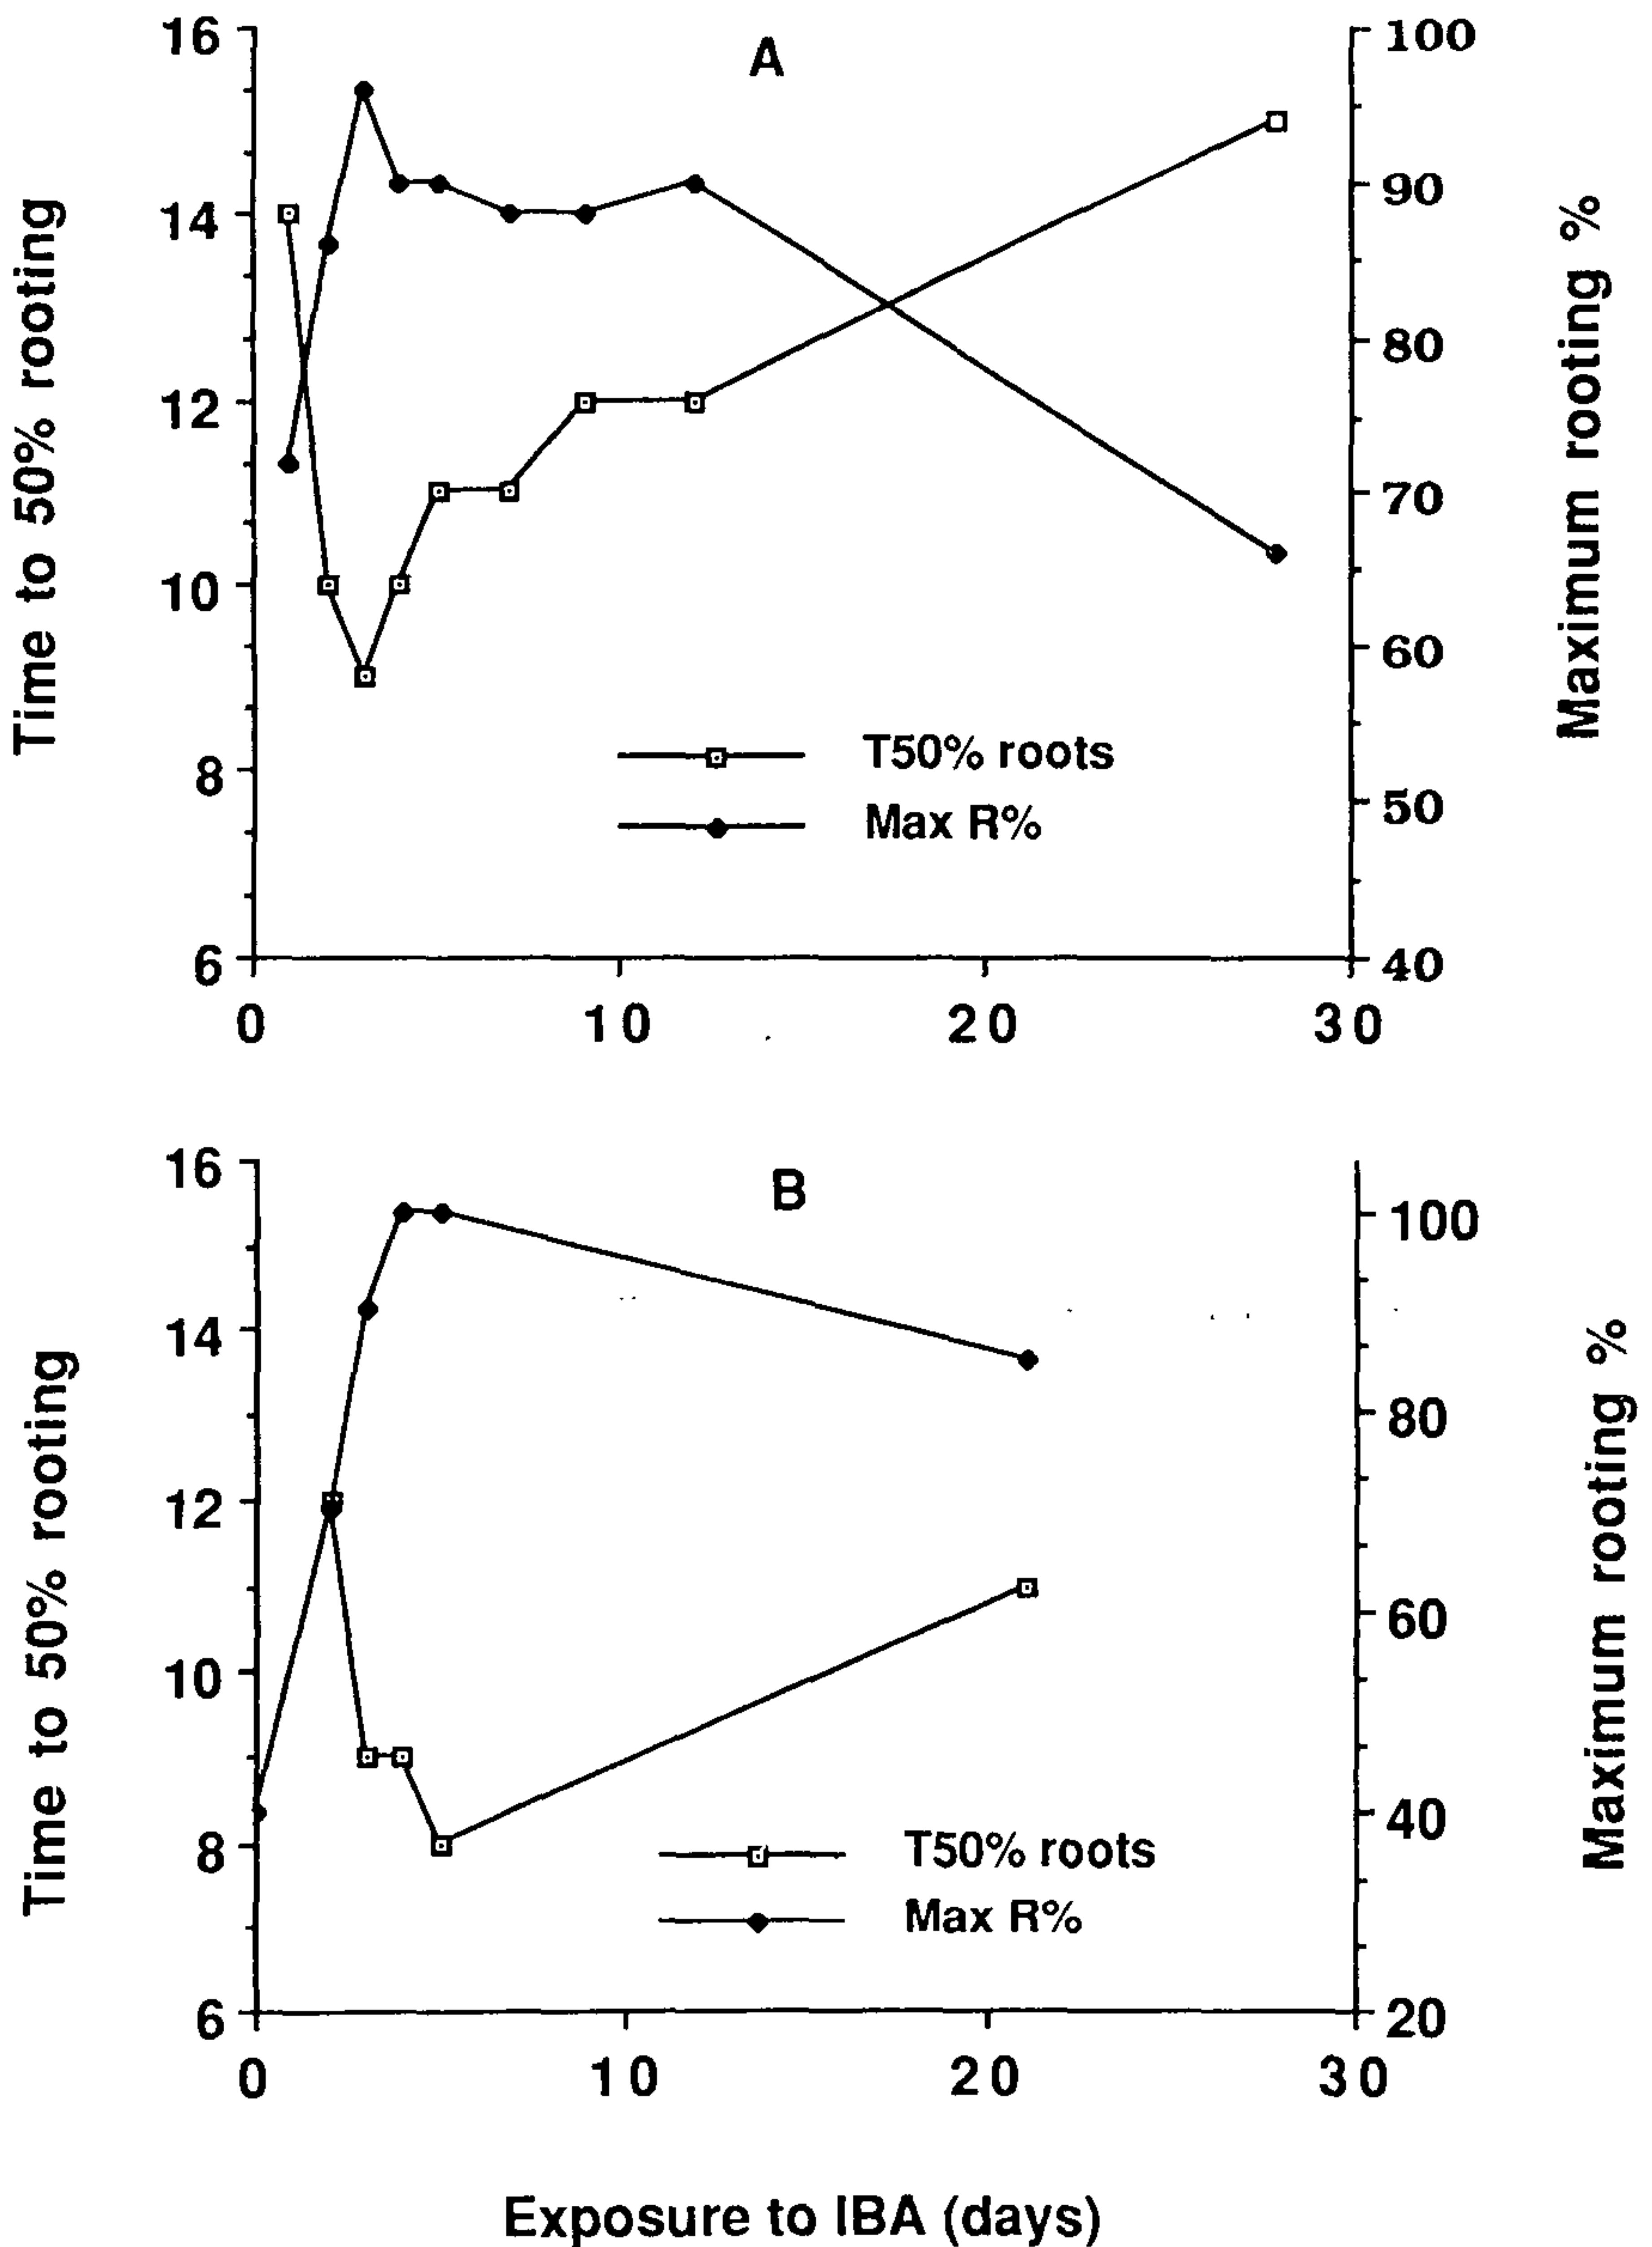 A
Time to 50% rooting
16
14
12
10
8
6
100
90
80
70
60
50
40
Maximum rooting %
T50% roots
Max R%
0 10 20 30
B
Time to 50% rooting
16
14
12
10
8
6
100
80
60
40
20
Maximum rooting %
T50% roots
Max R%
0 10 20 30
Exposure to IBA (days)